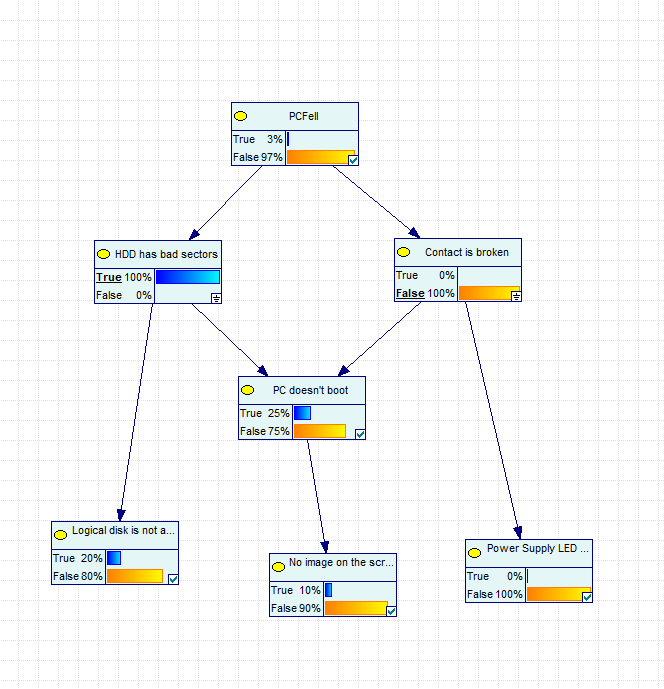 PCFell
True 3%
False 97%
HDD has bad sectors
True 100%
False 0%
Contact is broken
True 0%
False 100%
PC doesn't boot
True 25%
False 75%
Logical disk is not a...
True 20%
False 80%
No image on the scr...
True 10%
False 90%
Power Supply LED ...
True 0%
False 100%